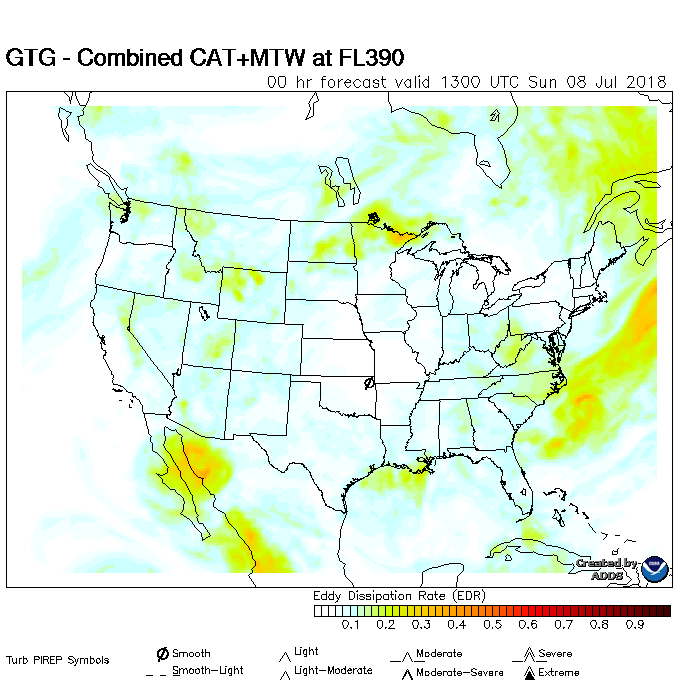 GTG - Combined CAT+MTW at FL390
00 hr forecast valid 1300 UTC Sun 08 Jul 2018
Created by
ADDS
Eddy Dissipation Rate (EDR)
0.1 0.2 0.3 0.4 0.5 0.6 0.7 0.8 0.9
Turb PIREP Symbols
Smooth Light Moderate Severe
Smooth-Light Light-Moderate Moderate-Severe Extreme